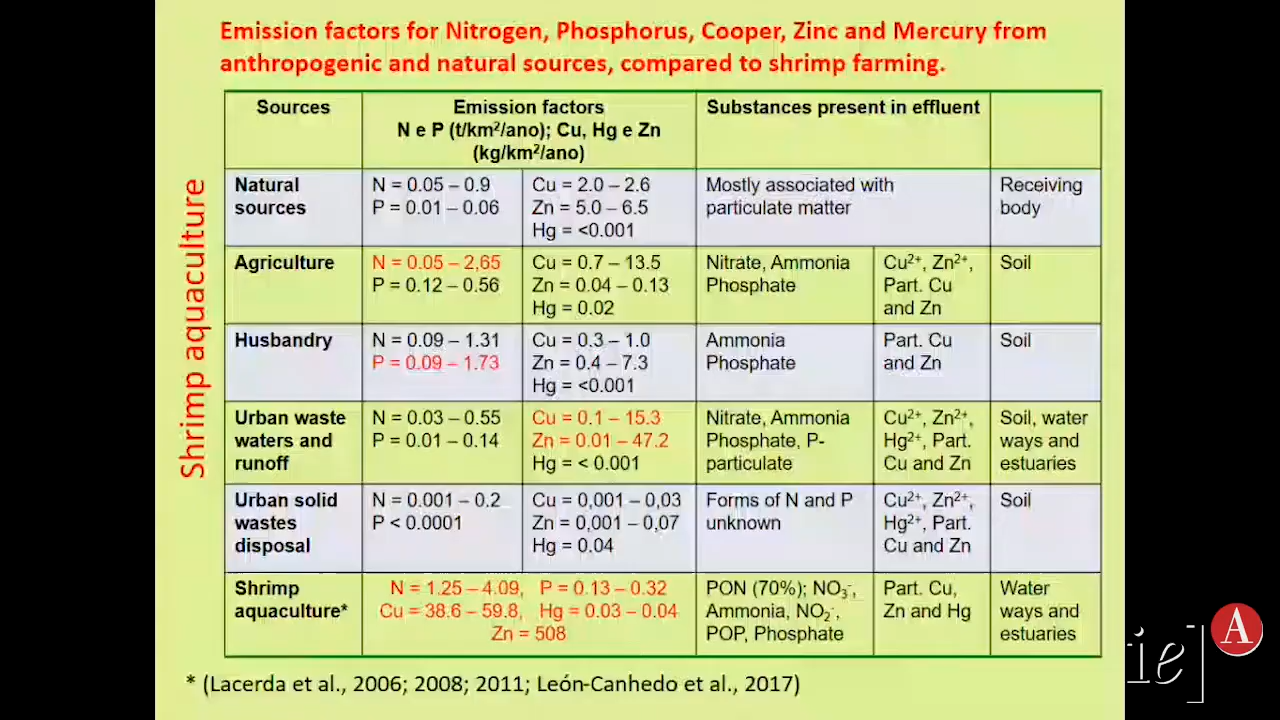 Emission factors for Nitrogen, Phosphorus, Cooper, Zinc and Mercury from
anthropogenic and natural sources, compared to shrimp farming.
Shrimp aquaculture
Sources
Emission factors
N e P (t/km²/ano); Cu, Hg e Zn
(kg/km²/ano)
Substances present in effluent
Natural
sources
N = 0.05 – 0.9
P = 0.01 – 0.06
Cu = 2.0 – 2.6
Zn = 5.0 – 6.5
Hg = <0.001
Mostly associated with
particulate matter
Receiving
body
Agriculture
N = 0.05 – 2,65
P = 0.12 – 0.56
Cu = 0.7 – 13.5
Zn = 0.04 – 0.13
Hg = 0.02
Nitrate, Ammonia
Phosphate
Cu²⁺, Zn²⁺,
Part. Cu
and Zn
Soil
Husbandry
N = 0.09 – 1.31
P = 0.09 – 1.73
Cu = 0.3 – 1.0
Zn = 0.4 – 7.3
Hg = <0.001
Ammonia
Phosphate
Part. Cu
and Zn
Soil
Urban waste
waters and
runoff
N = 0.03 – 0.55
P = 0.01 – 0.14
Cu = 0.1 – 15.3
Zn = 0.01 – 47.2
Hg = < 0.001
Nitrate, Ammonia
Phosphate, P-
particulate
Cu²⁺, Zn²⁺,
Hg²⁺, Part.
Cu and Zn
Soil, water
ways and
estuaries
Urban solid
wastes
disposal
N = 0.001 – 0.2
P < 0.0001
Cu = 0,001 – 0,03
Zn = 0,001 – 0,07
Hg = 0.04
Forms of N and P
unknown
Cu²⁺, Zn²⁺,
Hg²⁺, Part.
Cu and Zn
Soil
Shrimp
aquaculture*
N = 1.25 – 4.09, P = 0.13 – 0.32
Cu = 38.6 – 59.8, Hg = 0.03 – 0.04
Zn = 508
PON (70%); NO₃⁻,
Ammonia, NO₂⁻,
POP, Phosphate
Part. Cu,
Zn and Hg
Water
ways and
estuaries
* (Lacerda et al., 2006; 2008; 2011; León-Canhedo et al., 2017)
ie]
A